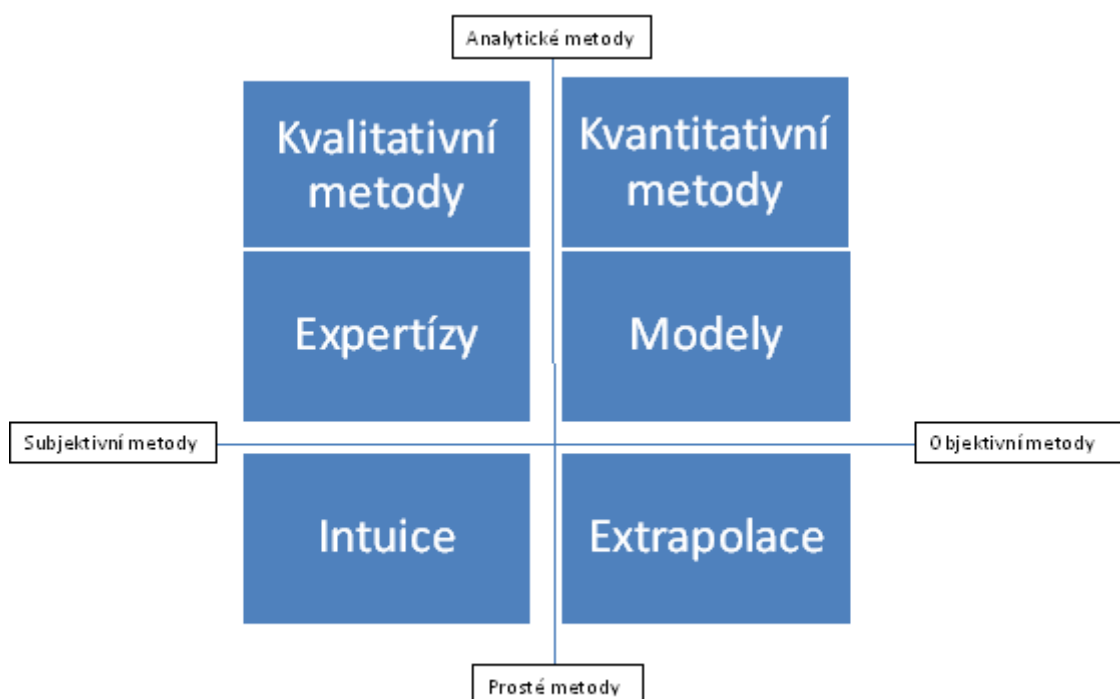 Analytické metody
Kvalitativní
metody
Kvantitativní
metody
Expertízy
Modely
Subjektivní metody
Objektivní metody
Intuice
Extrapolace
Prosté metody